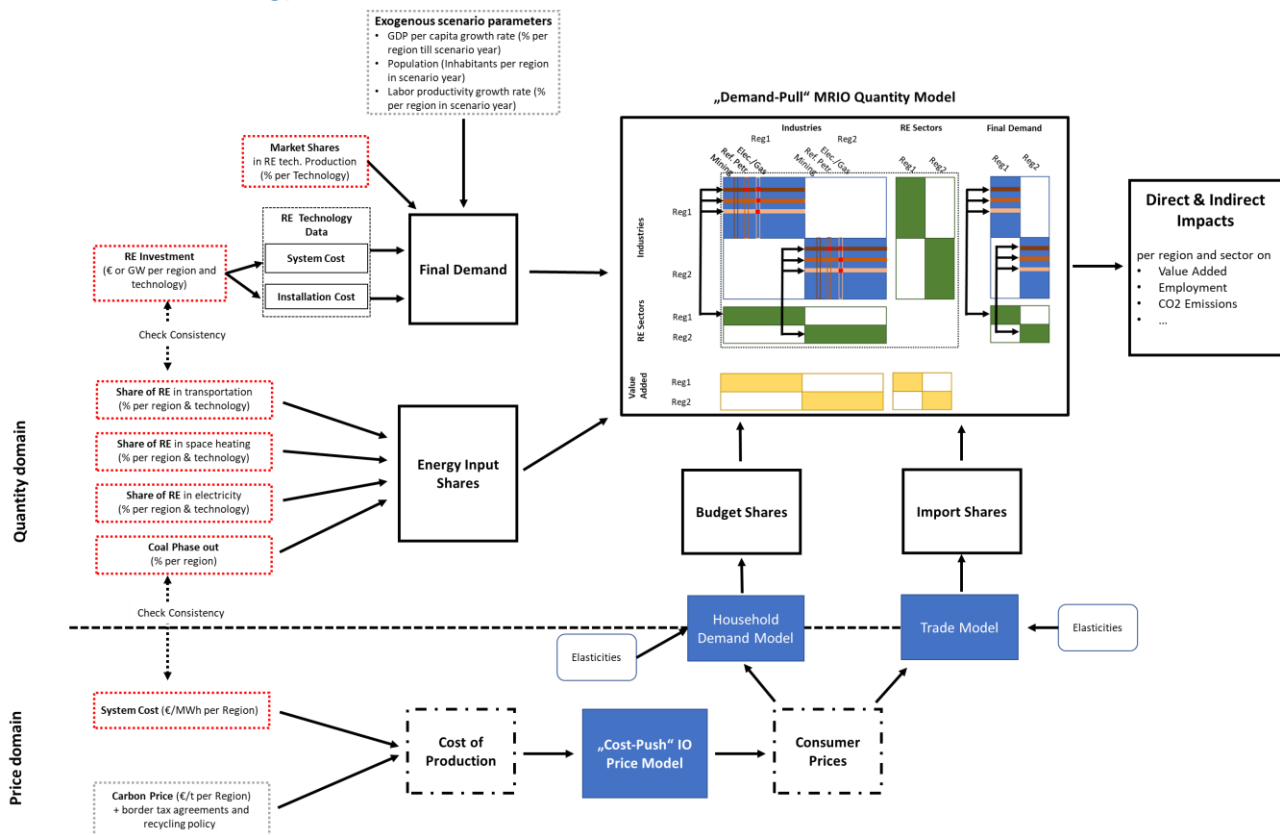 Exogenous scenario parameters
• GDP per capita growth rate (% per
region till scenario year)
• Population (Inhabitants per region
in scenario year)
• Labor productivity growth rate (%
per region in scenario year)
Market Shares
in RE tech. Production
(% per Technology)
RE Technology
Data
System Cost
Installation Cost
RE Investment
(€ or GW per region and
technology)
Final Demand
Check Consistency
Share of RE in transportation
(% per region & technology)
Share of RE in space heating
(% per region & technology)
Share of RE in electricity
(% per region & technology)
Coal Phase out
(% per region)
Energy Input
Shares
Quantity domain
„Demand-Pull“ MRIO Quantity Model
Industries
RE Sectors
Final Demand
Reg1
Reg2
Mining
Ref. Petr.
Elec./Gas
Mining
Ref. Petr.
Elec./Gas
Reg1
Reg2
Reg1
Reg2
Industries
Reg1
Reg2
RE Sectors
Reg1
Reg2
Value
Added
Reg1
Reg2
Direct & Indirect
Impacts
per region and sector on
• Value Added
• Employment
• CO2 Emissions
• ...
Budget Shares
Import Shares
Check Consistency
Household
Demand Model
Trade Model
Elasticities
Elasticities
Price domain
System Cost (€/MWh per Region)
Carbon Price (€/t per Region)
+ border tax agreements and
recycling policy
Cost of
Production
„Cost-Push“ IO
Price Model
Consumer
Prices